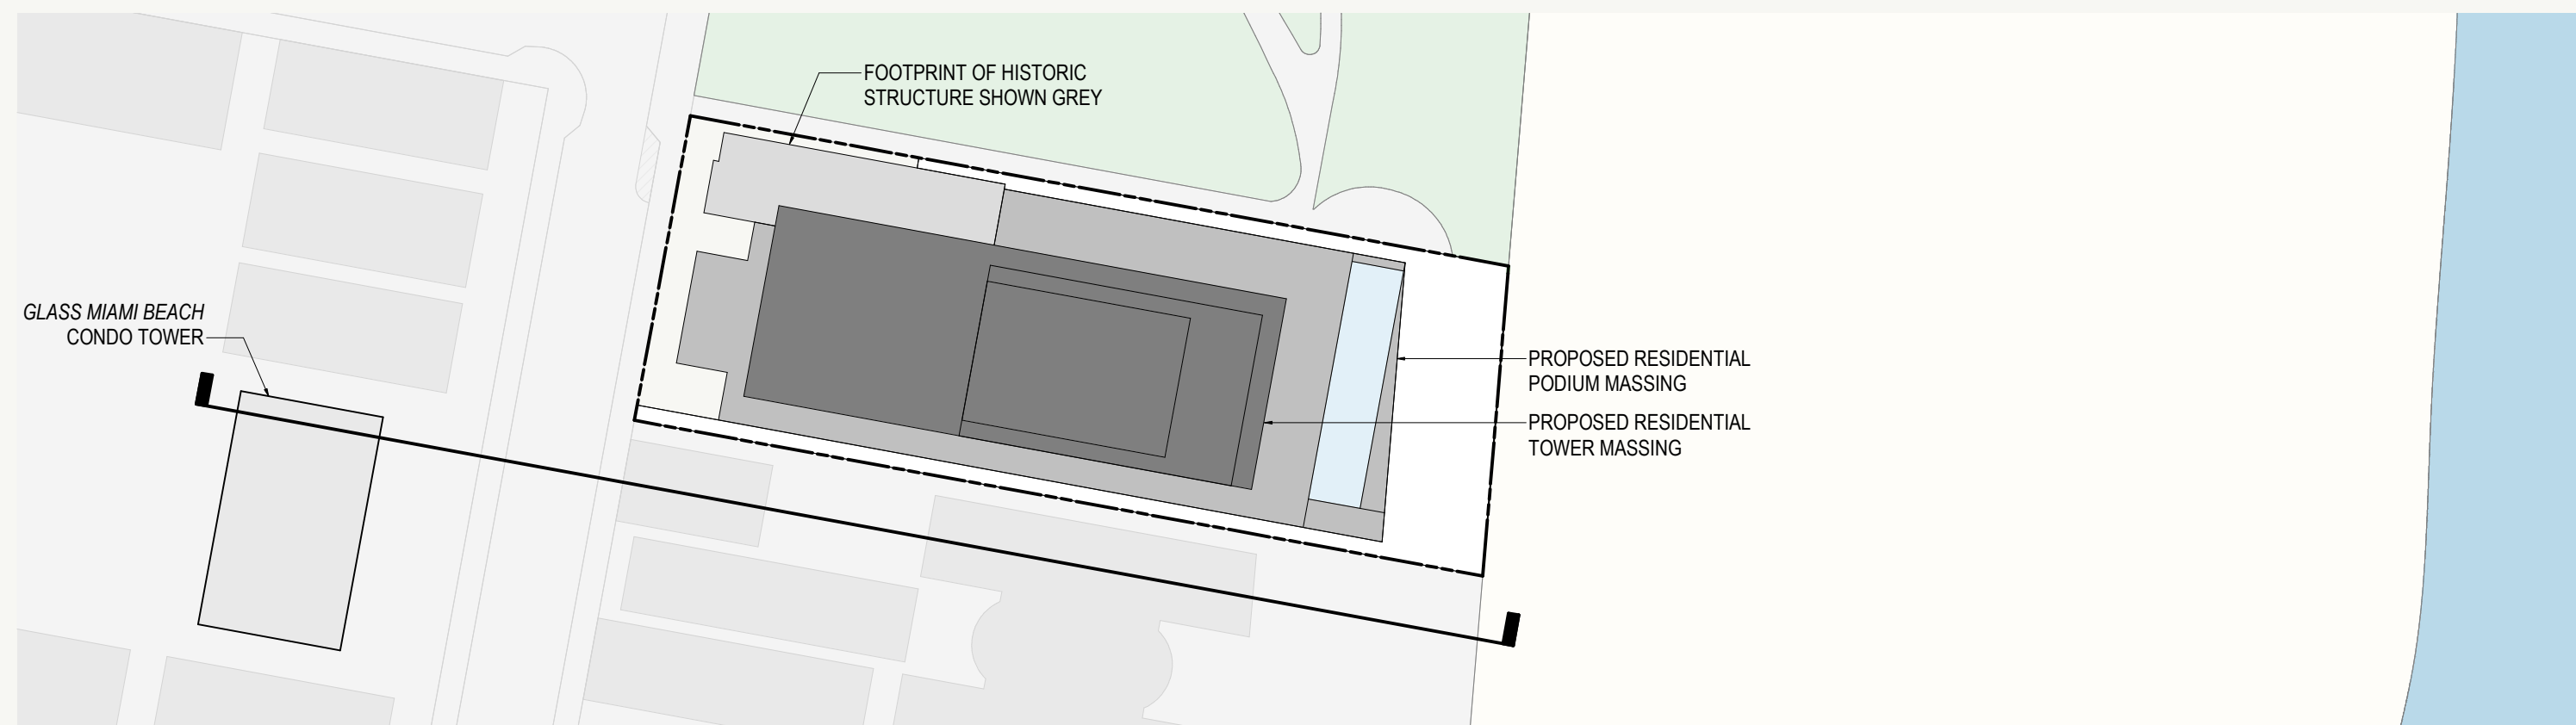 FOOTPRINT OF HISTORIC
STRUCTURE SHOWN GREY
GLASS MIAMI BEACH
CONDO TOWER
PROPOSED RESIDENTIAL
PODIUM MASSING
PROPOSED RESIDENTIAL
TOWER MASSING